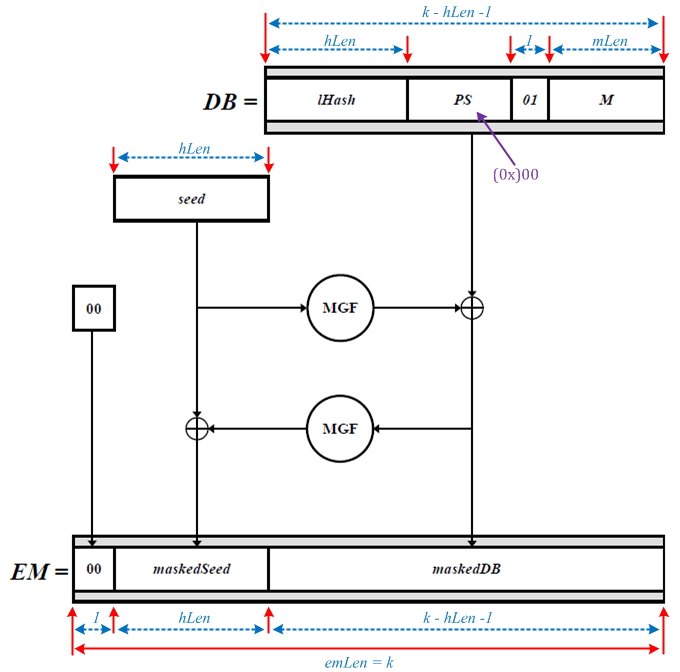 k - hLen -1
hLen
1
mLen
DB =
lHash
PS
01
M
hLen
(0x)00
seed
00
MGF
MGF
EM =
00
maskedSeed
maskedDB
1
hLen
k - hLen -1
emLen = k